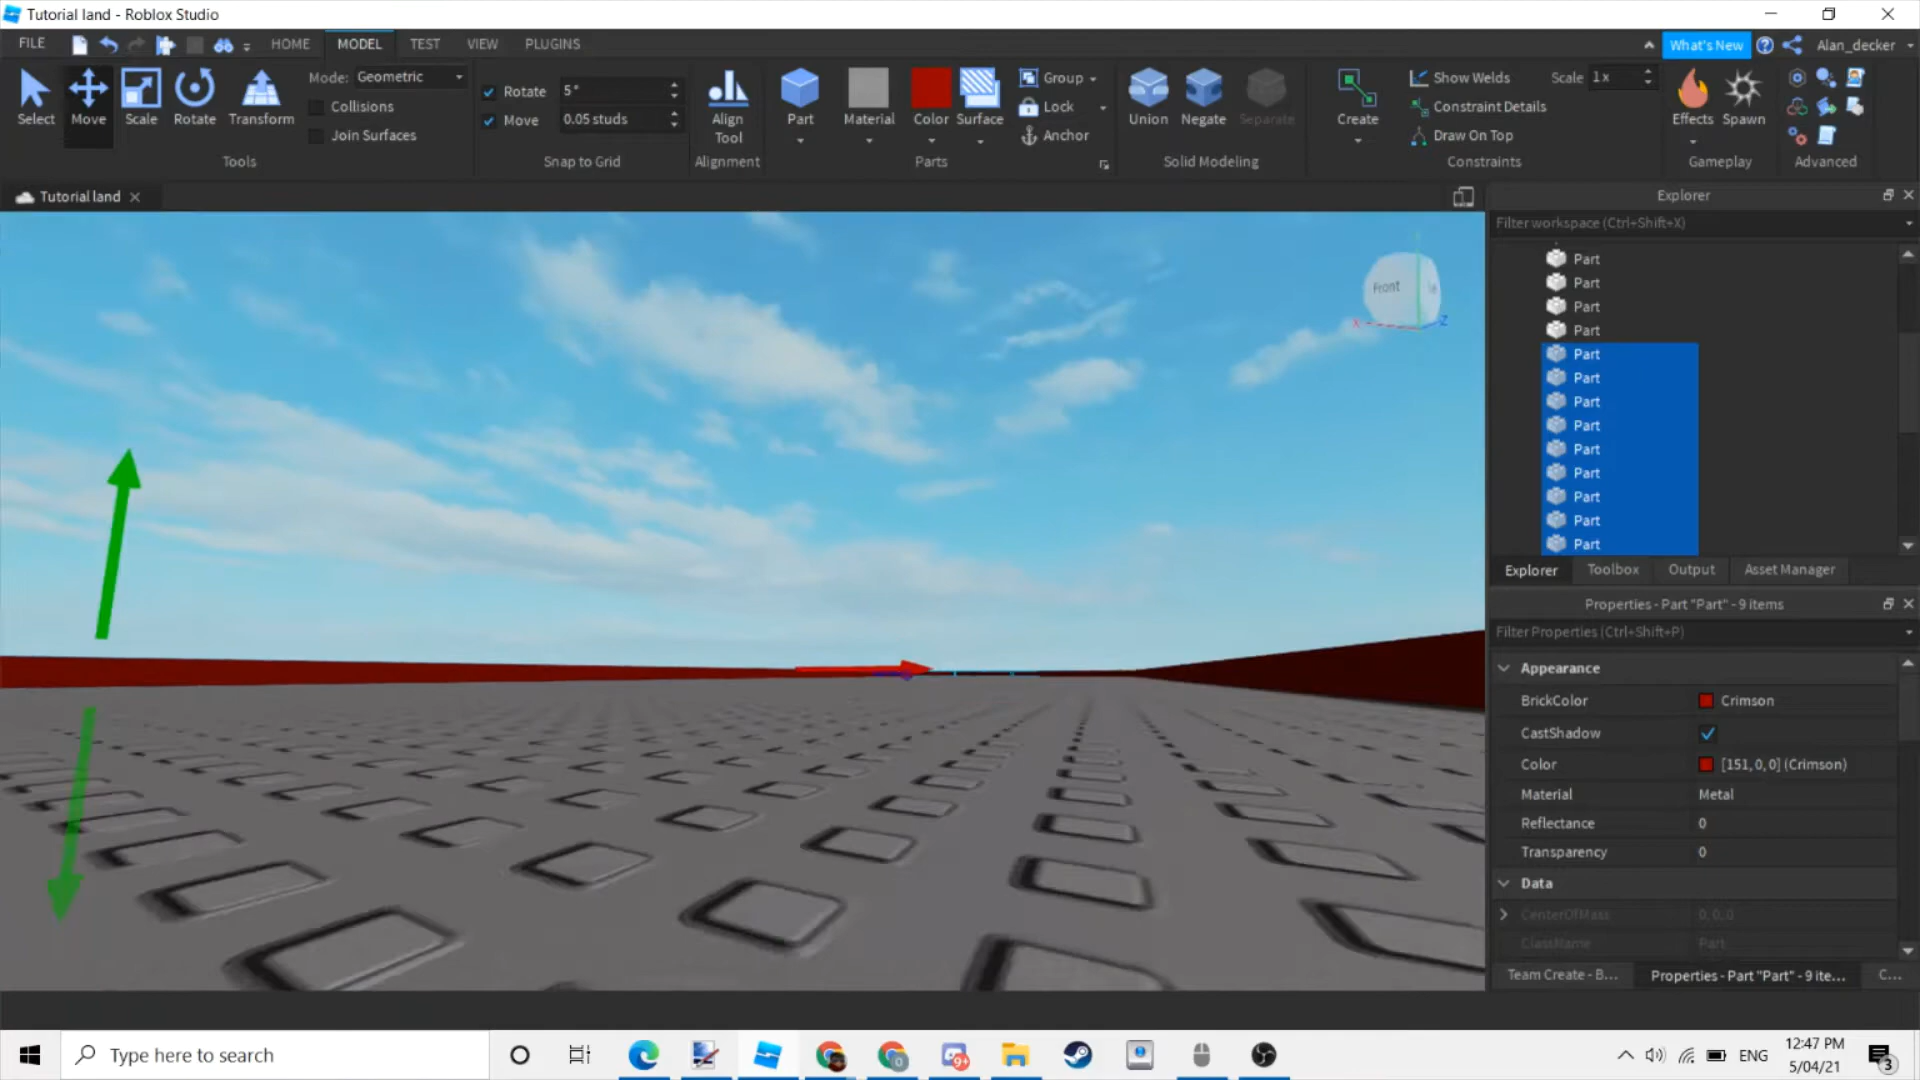 Tutorial land - Roblox Studio
FILE HOME MODEL TEST VIEW PLUGINS What's New Alan_decker
Select Move Scale Rotate Transform
Mode: Geometric
Collisions
Join Surfaces
Tools
Rotate 5°
Move 0.05 studs
Snap to Grid
Align
Tool
Alignment
Part Material Color Surface
Group
Lock
Anchor
Parts
Union Negate Separate
Solid Modeling
Create
Show Welds Scale 1 x
Constraint Details
Draw On Top
Constraints
Effects Spawn
Gameplay
Advanced
Tutorial land
Front
X
Z
Explorer
Filter workspace (Ctrl+Shift+X)
Part
Part
Part
Part
Part
Part
Part
Part
Part
Part
Part
Part
Part
Explorer Toolbox Output Asset Manager
Properties - Part "Part" - 9 items
Filter Properties (Ctrl+Shift+P)
Appearance
BrickColor Crimson
CastShadow
Color [151, 0, 0] (Crimson)
Material Metal
Reflectance 0
Transparency 0
Data
CenterOfMass 0, 0, 0
ClassName Part
Team Create - B... Properties - Part "Part" - 9 ite... C...
Type here to search
9+
ENG
12:47 PM
5/04/21
3